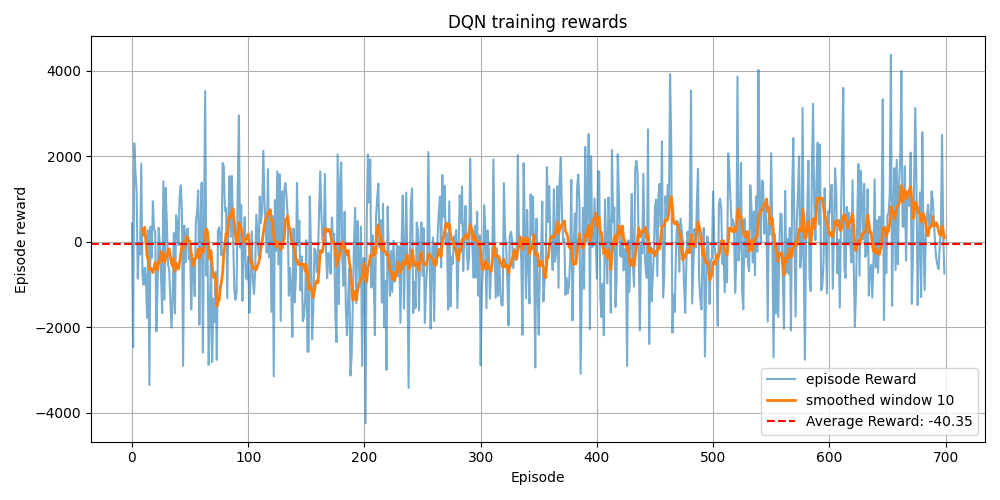 DQN training rewards
Episode reward
4000
2000
0
−2000
−4000
0
100
200
300
400
500
600
700
Episode
episode Reward
smoothed window 10
Average Reward: -40.35